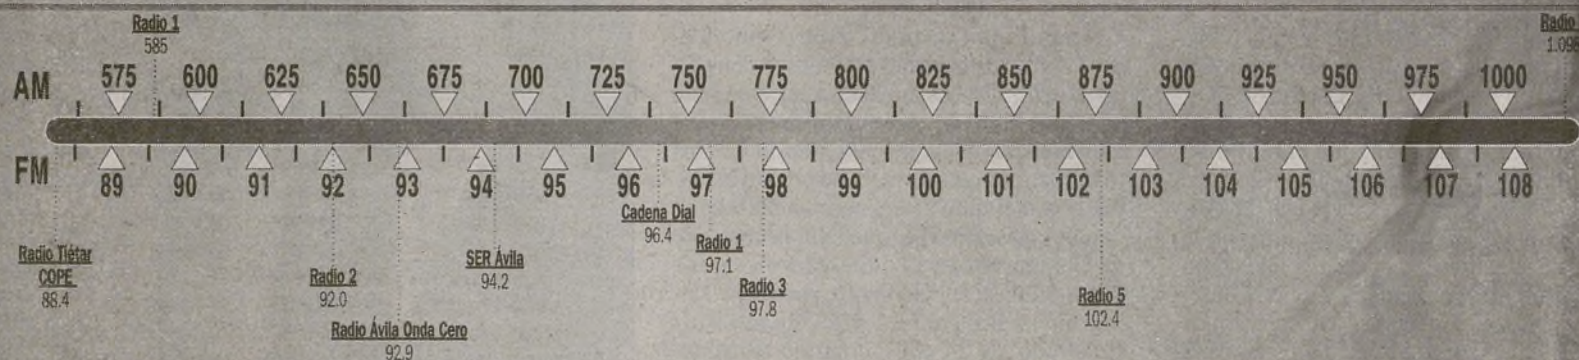 Radio 1
585
Radio
AM 575 600 625 650 675 700 725 750 775 800 825 850 875 900 925 950 975 1000
FM 89 90 91 92 93 94 95 96 97 98 99 100 101 102 103 104 105 106 107 108
Radio Tiétar
COPE
88.4
Radio 2
92.0
Radio Ávila Onda Cero
92.9
SER Ávila
94.2
Cadena Dial
96.4
Radio 1
97.1
Radio 3
97.8
Radio 5
102.4